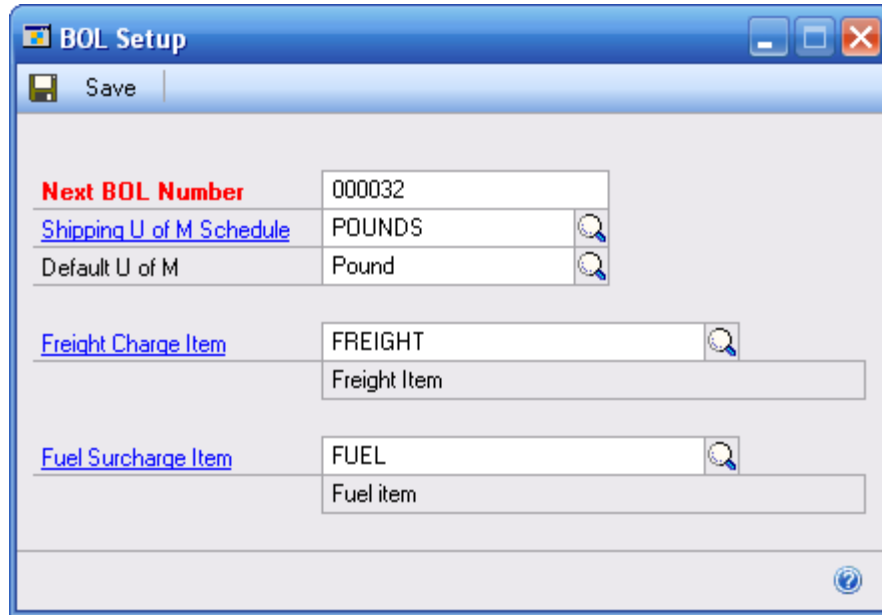 BOL Setup
Save
Next BOL Number 000032
Shipping U of M Schedule POUNDS
Default U of M Pound
Freight Charge Item FREIGHT
Freight Item
Fuel Surcharge Item FUEL
Fuel item